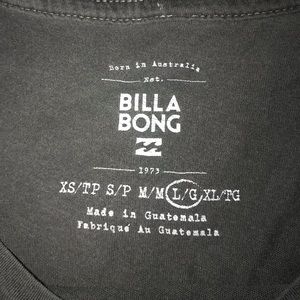 Born in Australia
Est.
BILLA
BONG
1973
XS/TP S/P M/M L/G XL/TG
Made in Guatemala
Fabriqué Au Guatemala